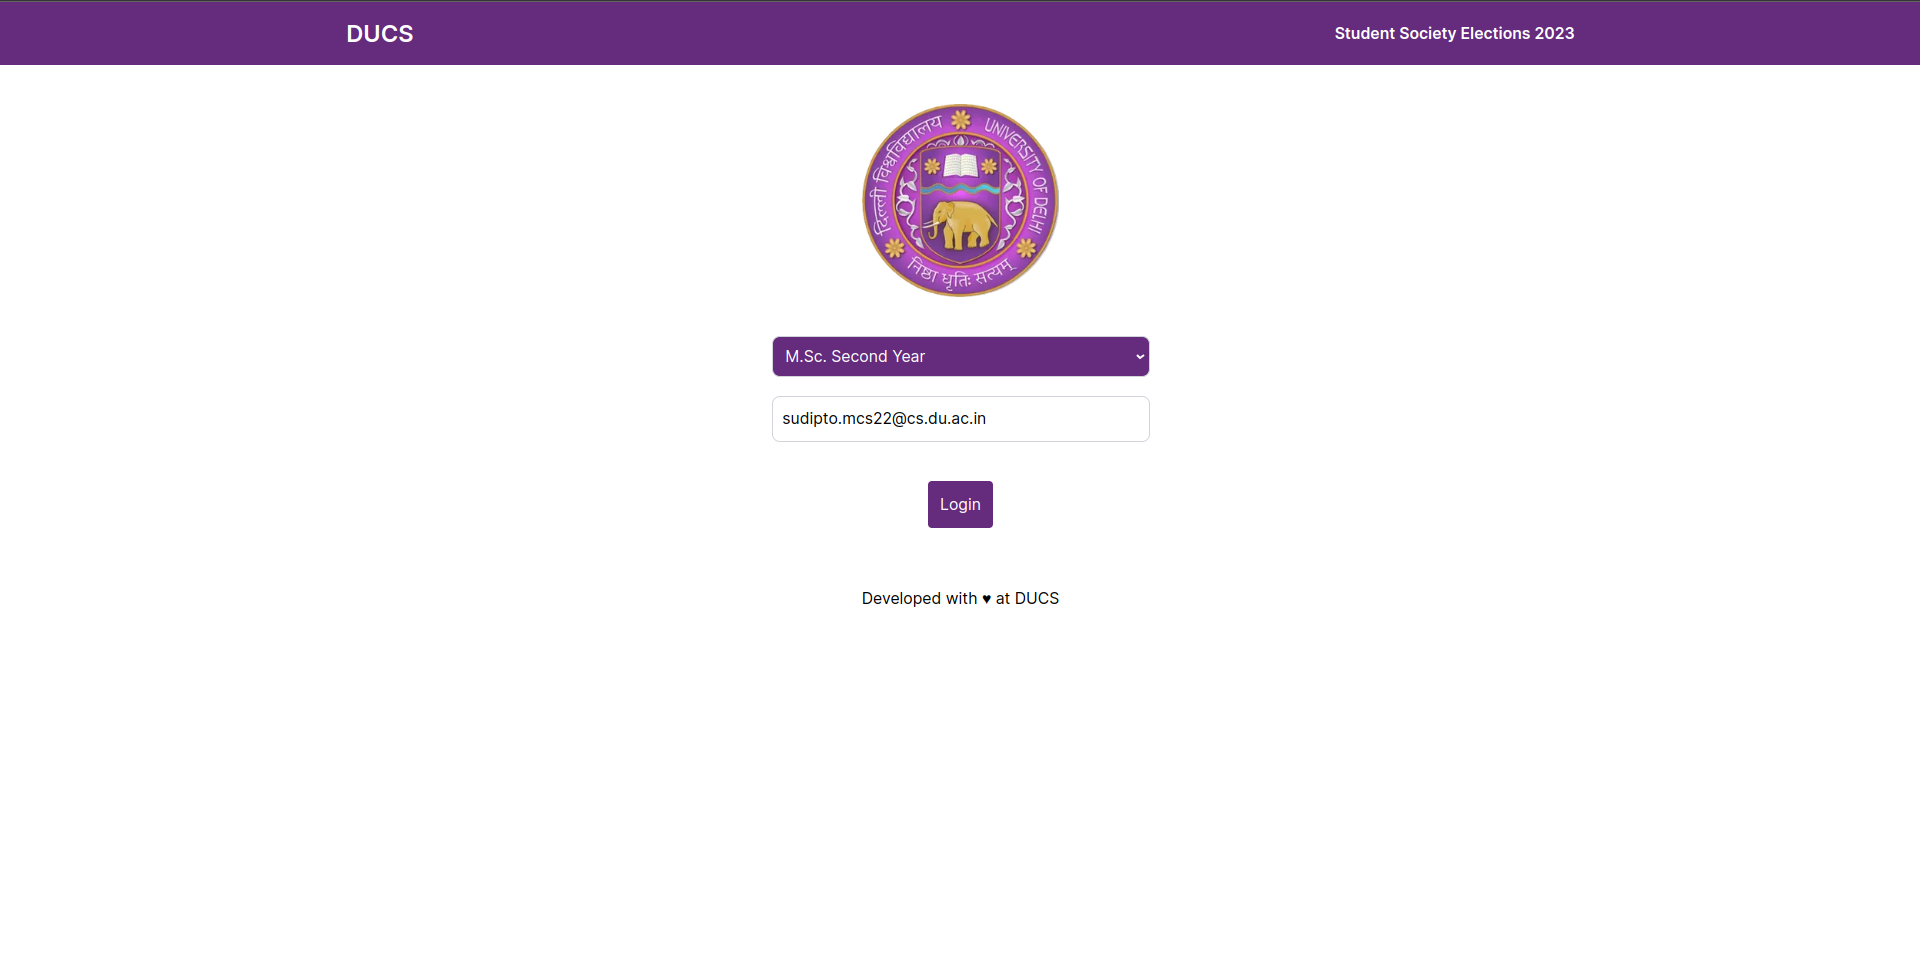 DUCS
Student Society Elections 2023
दिल्ली विश्वविद्यालय
UNIVERSITY OF DELHI
निष्ठा धृतिः सत्यम्
M.Sc. Second Year
sudipto.mcs22@cs.du.ac.in
Login
Developed with ♥ at DUCS